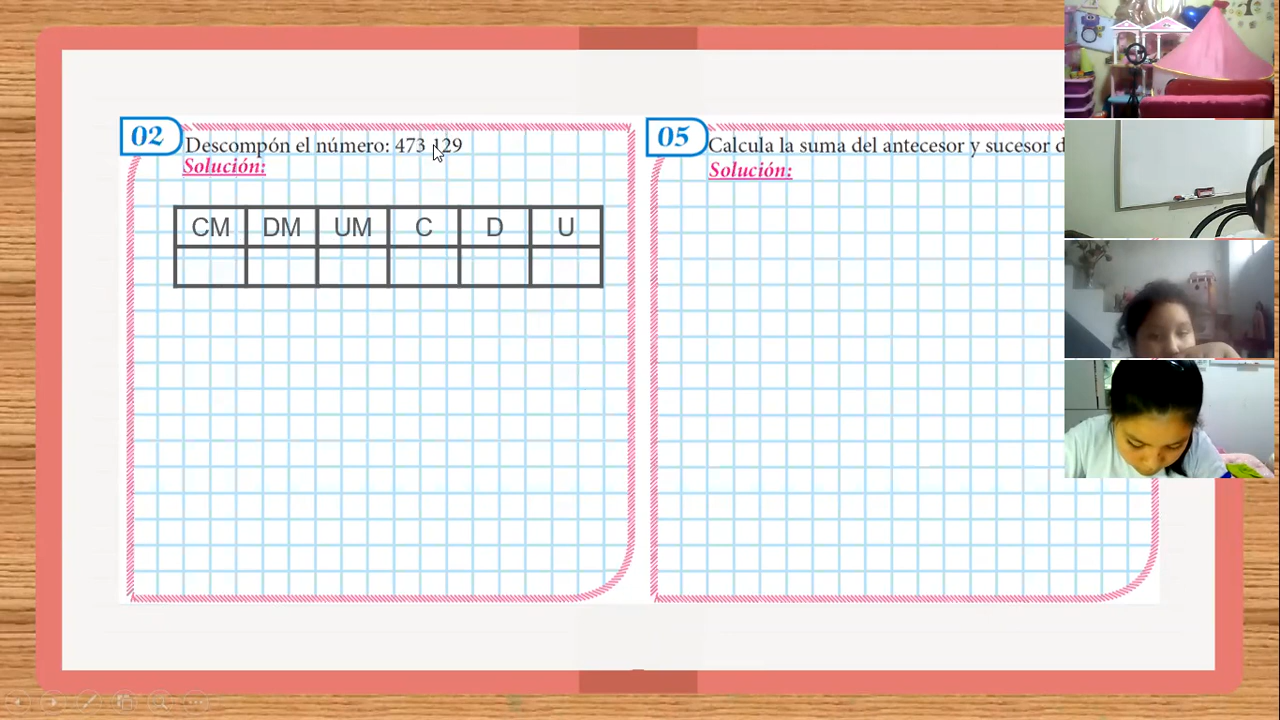 02
Descompón el número: 473 129
Solución:
CM DM UM C D U
05
Calcula la suma del antecesor y sucesor d
Solución: